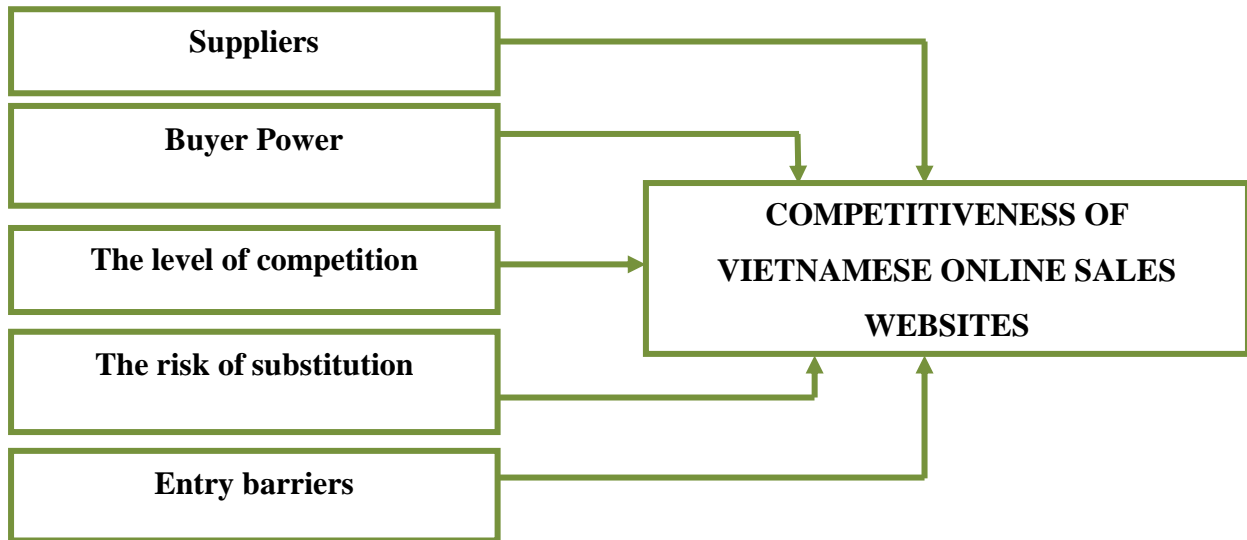 Suppliers
Buyer Power
The level of competition
The risk of substitution
Entry barriers
COMPETITIVENESS OF
VIETNAMESE ONLINE SALES
WEBSITES